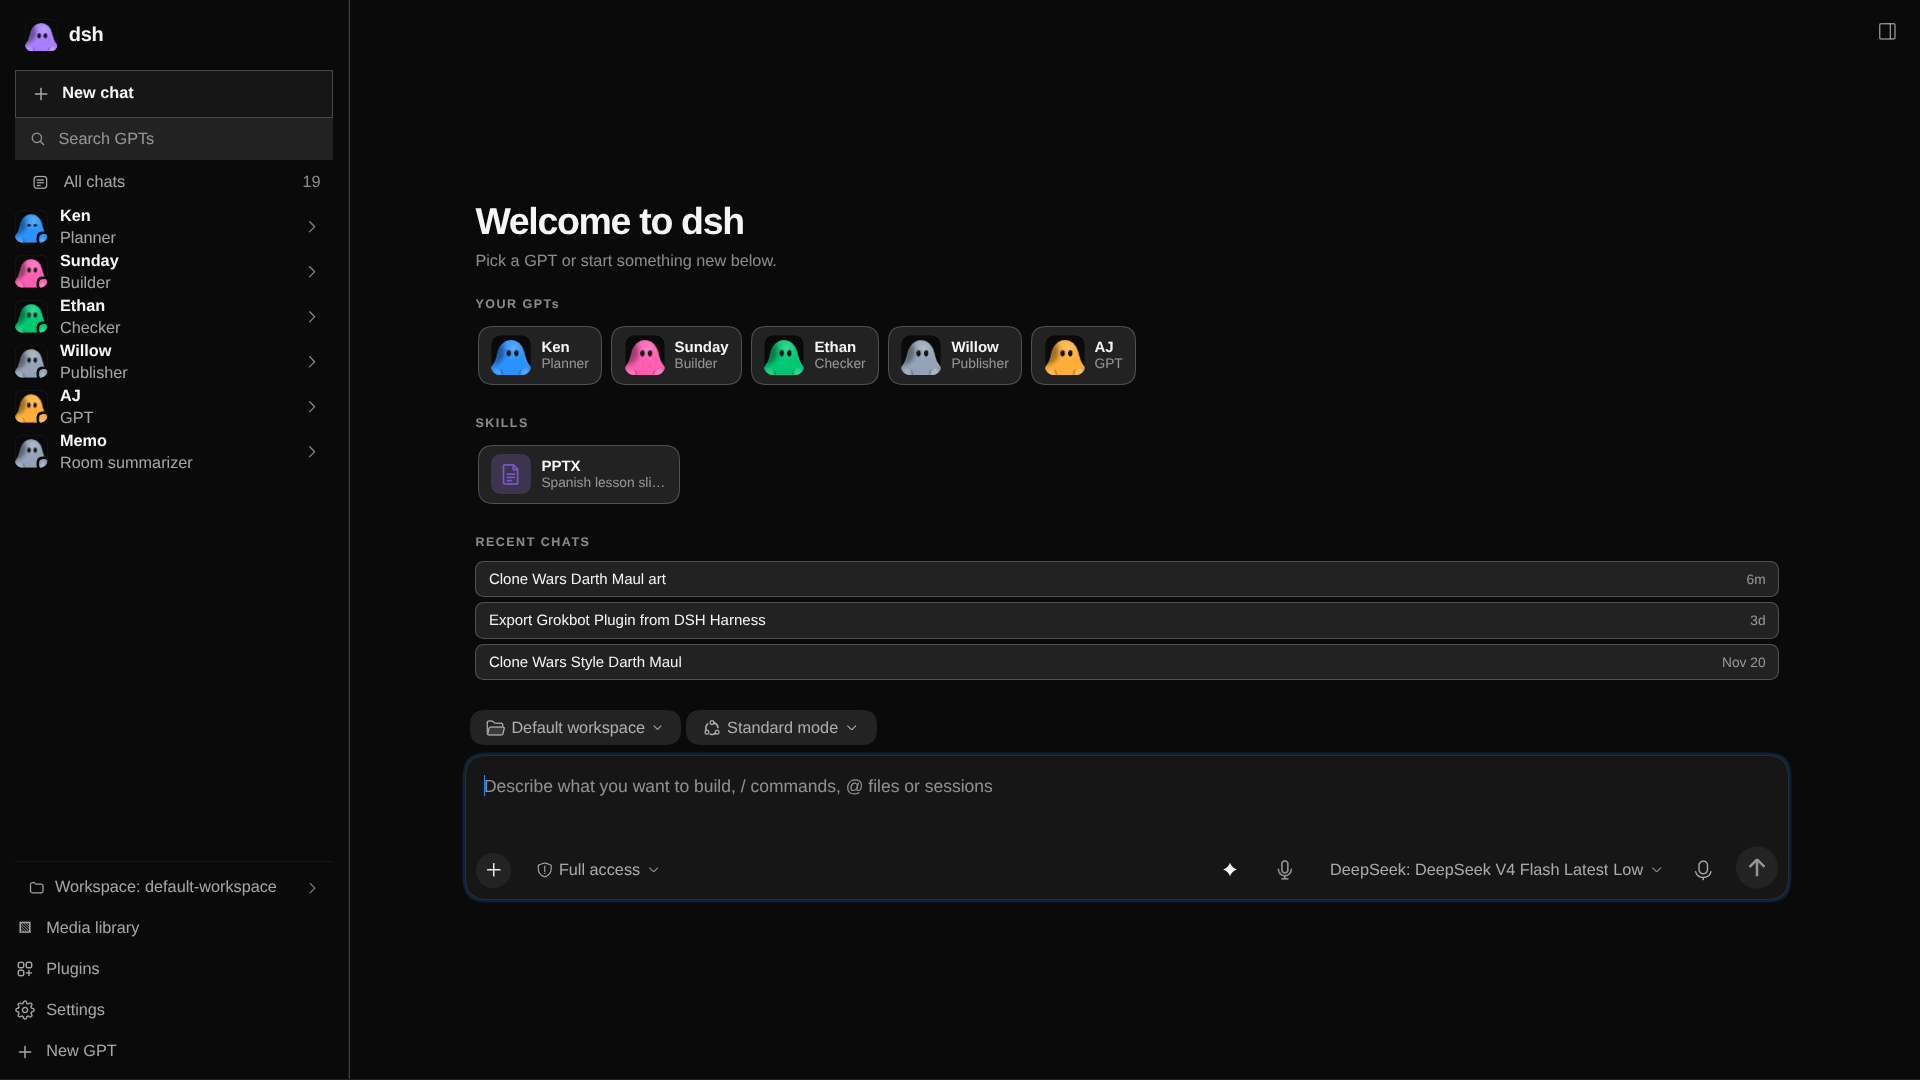 dsh
New chat
Search GPTs
All chats 19
Ken
Planner
Sunday
Builder
Ethan
Checker
Willow
Publisher
AJ
GPT
Memo
Room summarizer
Workspace: default-workspace
Media library
Plugins
Settings
New GPT
Welcome to dsh
Pick a GPT or start something new below.
YOUR GPTs
Ken
Planner
Sunday
Builder
Ethan
Checker
Willow
Publisher
AJ
GPT
SKILLS
PPTX
Spanish lesson sli...
RECENT CHATS
Clone Wars Darth Maul art 6m
Export Grokbot Plugin from DSH Harness 3d
Clone Wars Style Darth Maul Nov 20
Default workspace Standard mode
Describe what you want to build, / commands, @ files or sessions
Full access DeepSeek: DeepSeek V4 Flash Latest Low